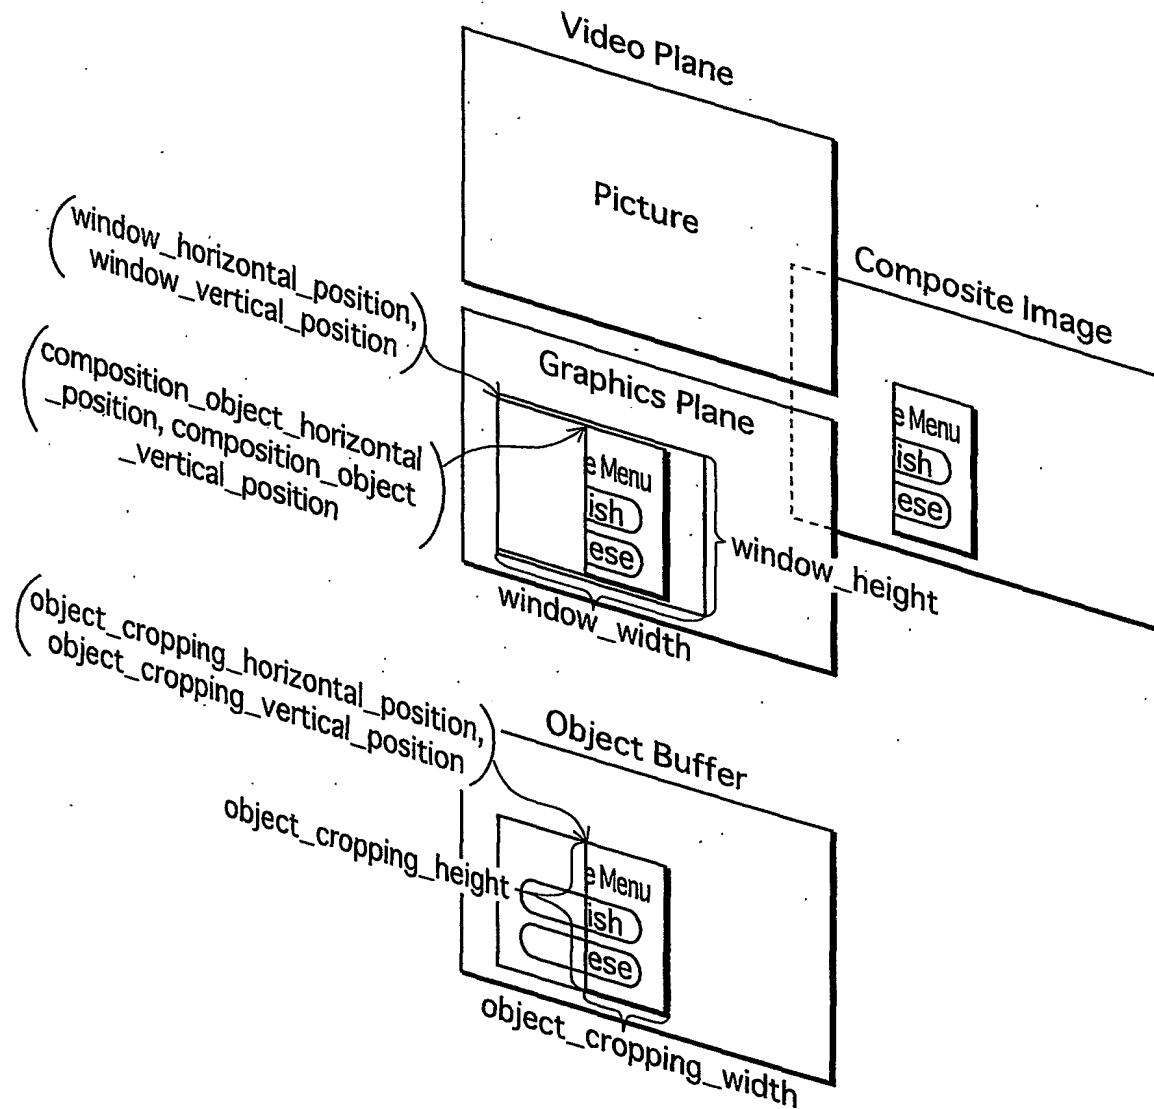 Video Plane
Picture
(window_horizontal_position,
window_vertical_position)
Composite Image
Graphics Plane
(composition_object_horizontal
_position, composition_object
_vertical_position)
e Menu
ish
ese
e Menu
ish
ese
window_height
window_width
(object_cropping_horizontal_position,
object_cropping_vertical_position)
Object Buffer
object_cropping_height
e Menu
ish
ese
object_cropping_width